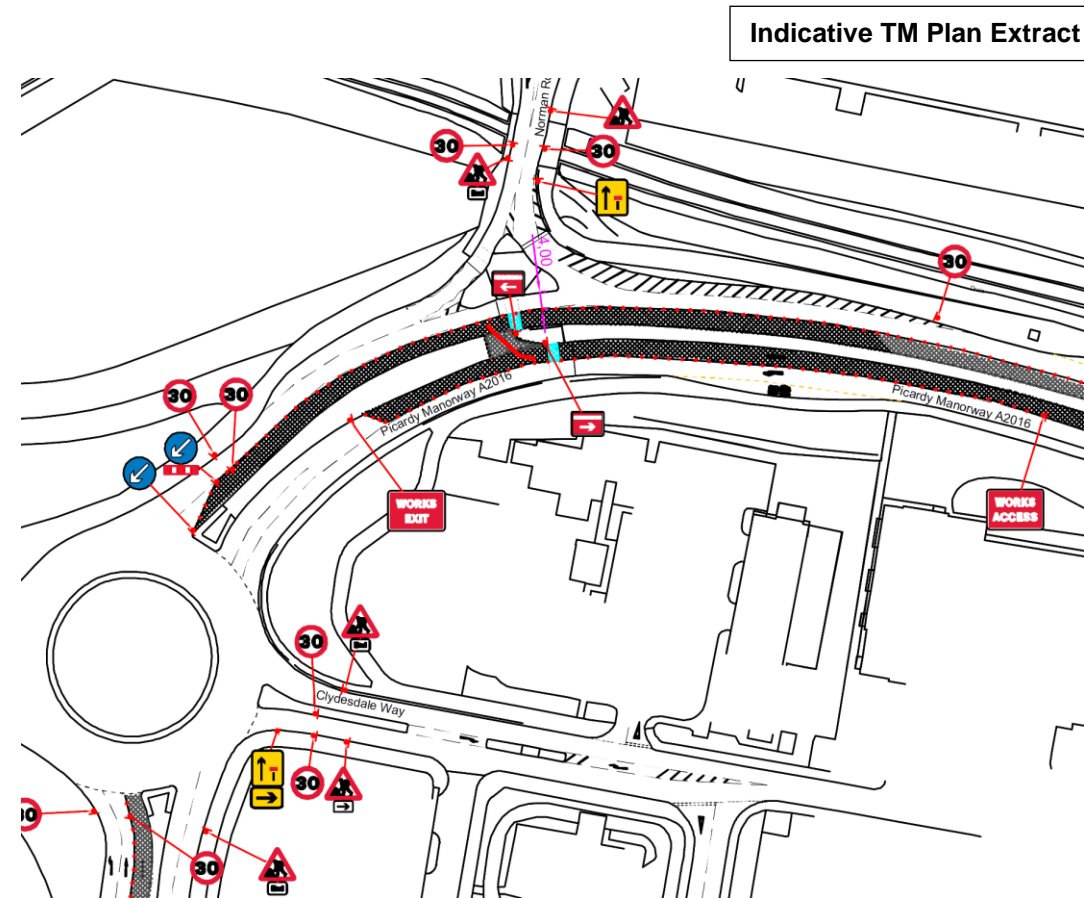 Indicative TM Plan Extract
Norman Ro
30
30
4,00
30
30
30
Picardy Manorway A2016
Picardy Manorway A2016
WORKS
EXIT
WORKS
ACCESS
30
Clydesdale Way
30
30
30